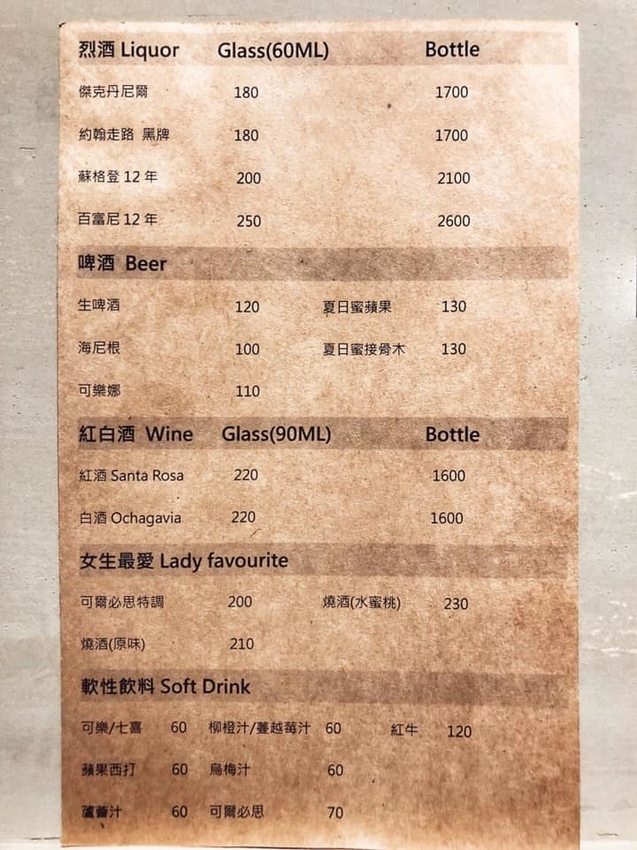 烈酒 Liquor Glass(60ML) Bottle
傑克丹尼爾 180 1700
約翰走路 黑牌 180 1700
蘇格登 12 年 200 2100
百富尼 12 年 250 2600
啤酒 Beer
生啤酒 120 夏日蜜蘋果 130
海尼根 100 夏日蜜接骨木 130
可樂娜 110
紅白酒 Wine Glass(90ML) Bottle
紅酒 Santa Rosa 220 1600
白酒 Ochagavia 220 1600
女生最愛 Lady favourite
可爾必思特調 200 燒酒(水蜜桃) 230
燒酒(原味) 210
軟性飲料 Soft Drink
可樂/七喜 60 柳橙汁/蔓越莓汁 60 紅牛 120
蘋果西打 60 烏梅汁 60
蘆薈汁 60 可爾必思 70